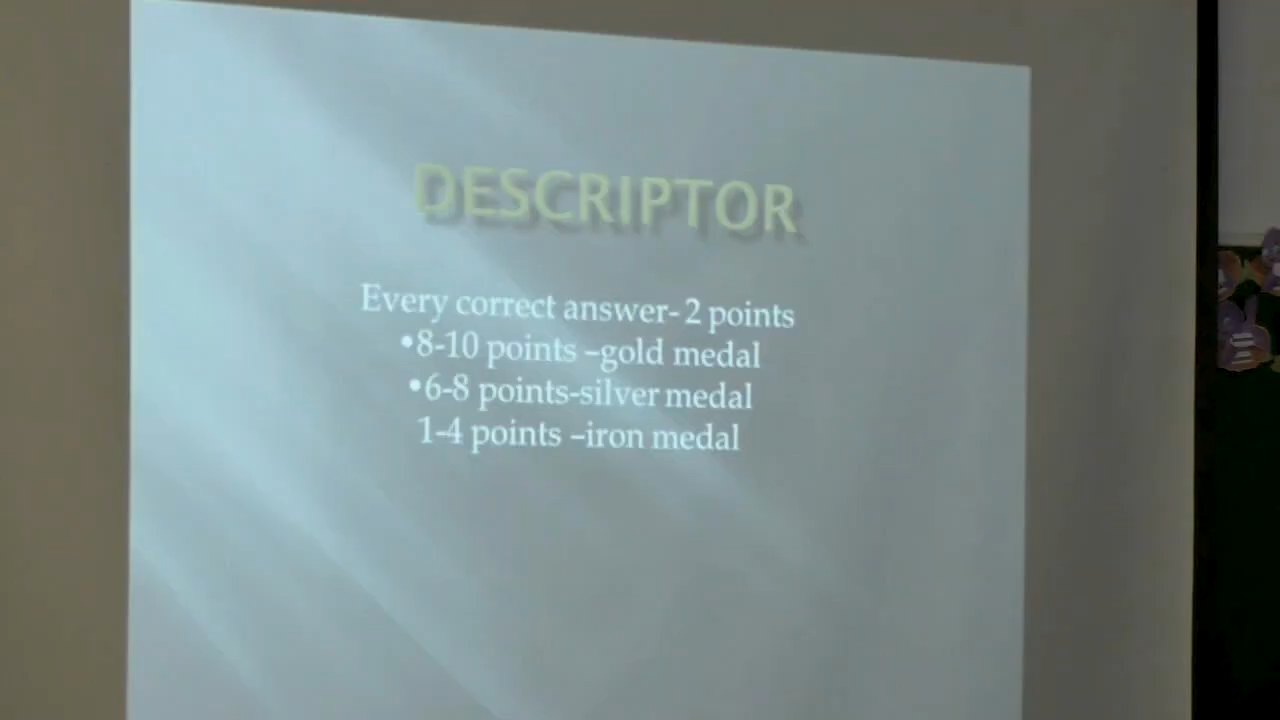 DESCRIPTOR
Every correct answer- 2 points
•8-10 points –gold medal
•6-8 points-silver medal
1-4 points –iron medal